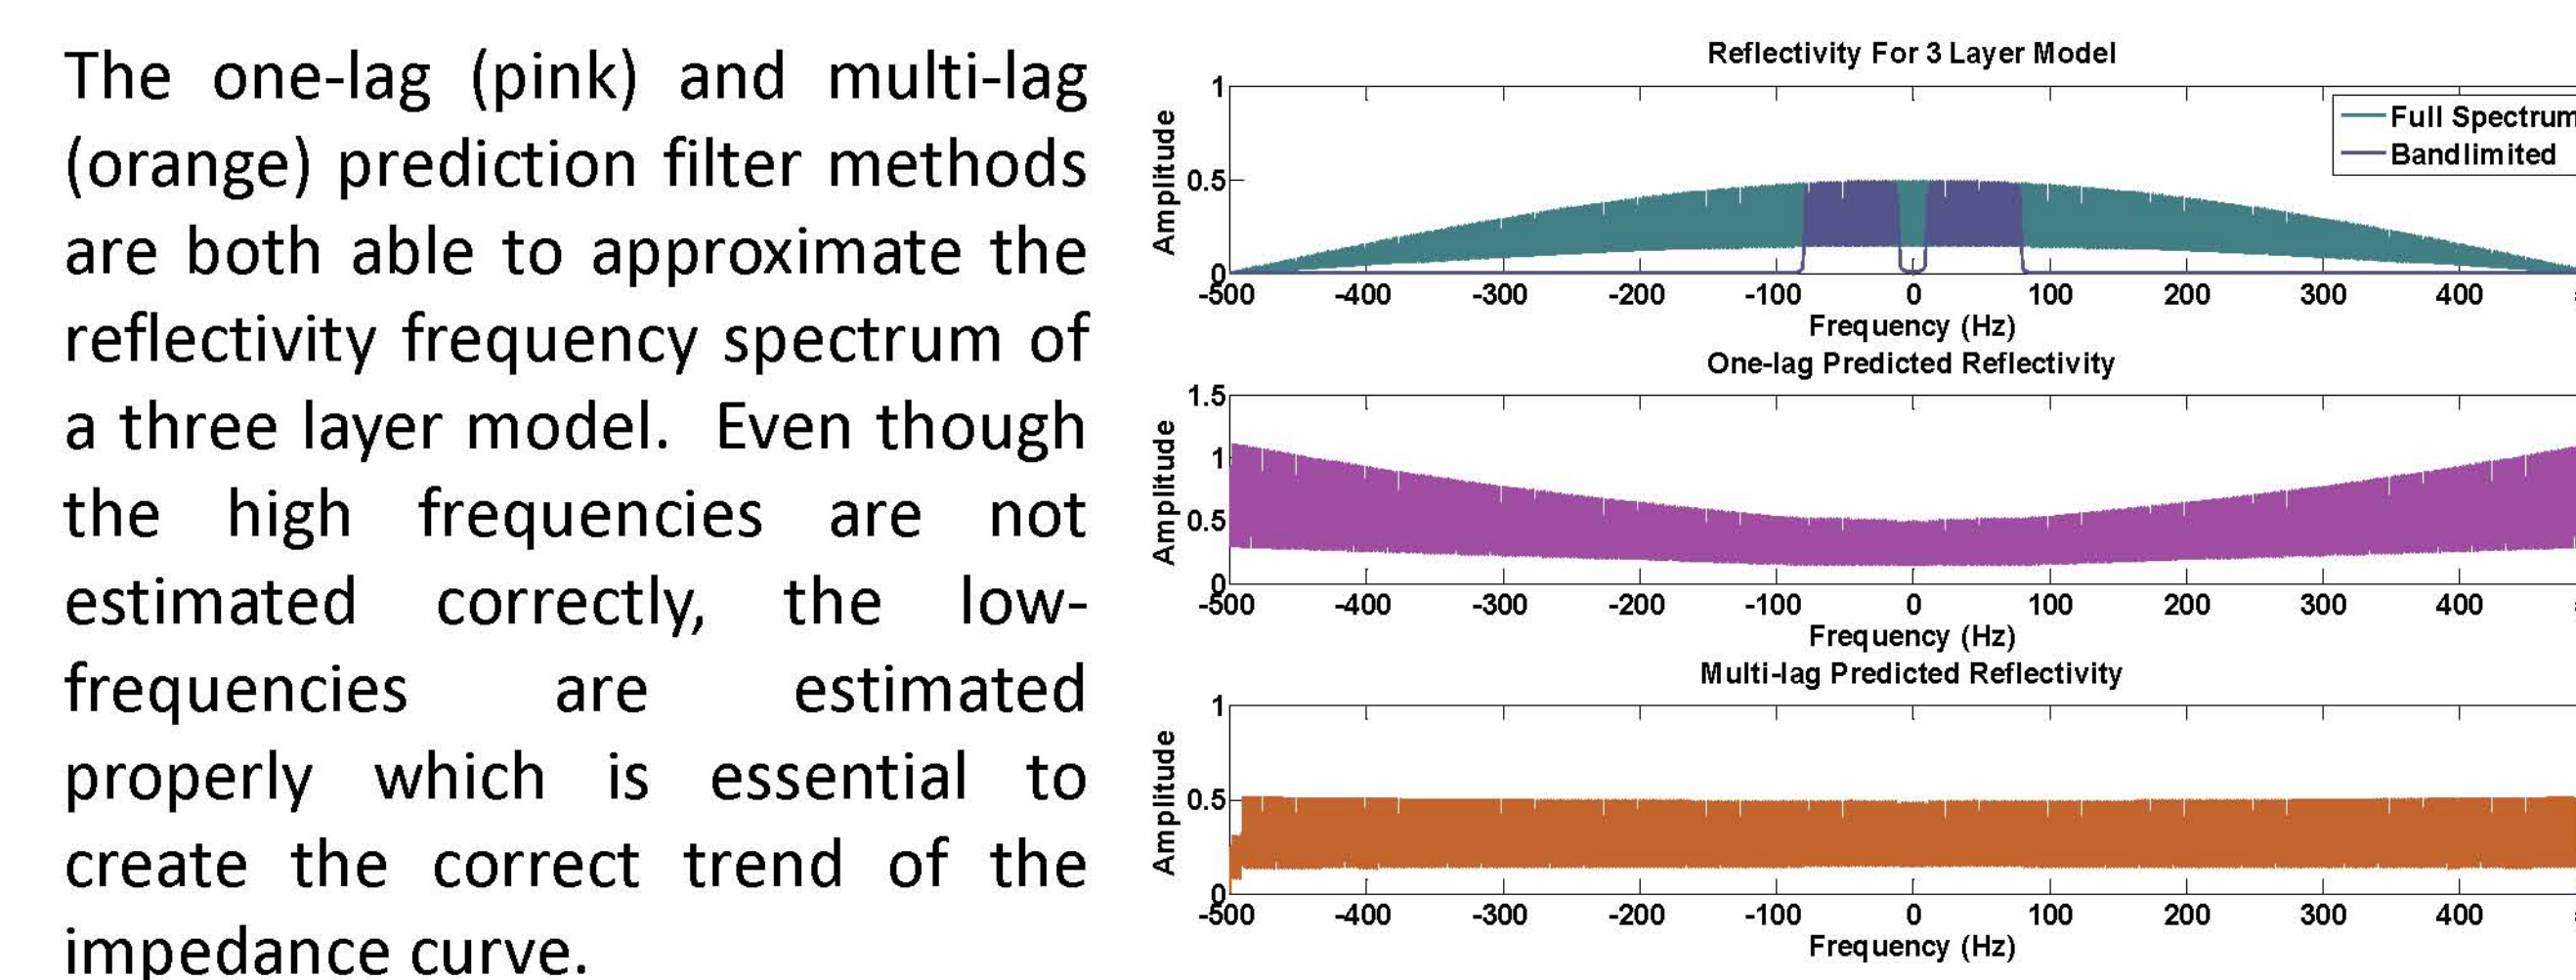 The one-lag (pink) and multi-lag
(orange) prediction filter methods
are both able to approximate the
reflectivity frequency spectrum of
a three layer model. Even though
the high frequencies are not
estimated correctly, the low-
frequencies are estimated
properly which is essential to
create the correct trend of the
impedance curve.
Reflectivity For 3 Layer Model
1
0.5
0
Amplitude
Full Spectrum
Bandlimited
-500 -400 -300 -200 -100 0 100 200 300 400
Frequency (Hz)
One-lag Predicted Reflectivity
1.5
1
0.5
0
Amplitude
-500 -400 -300 -200 -100 0 100 200 300 400
Frequency (Hz)
Multi-lag Predicted Reflectivity
1
0.5
0
Amplitude
-500 -400 -300 -200 -100 0 100 200 300 400
Frequency (Hz)